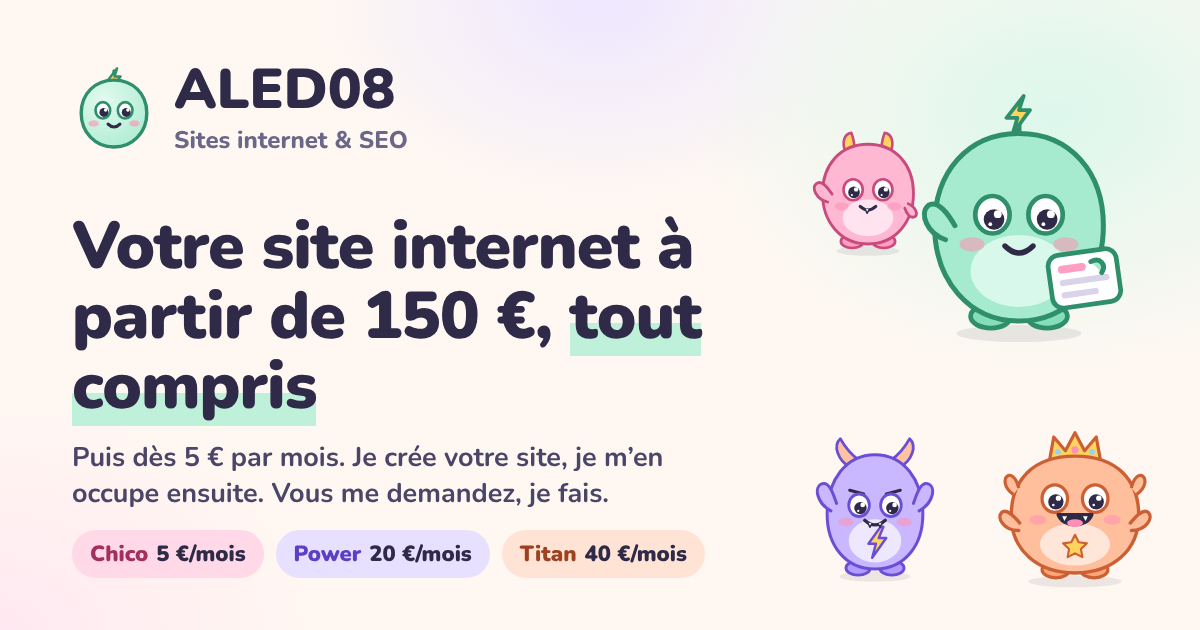 ALED08
Sites internet & SEO
Votre site internet à
partir de 150 €, tout
compris
Puis dès 5 € par mois. Je crée votre site, je m’en
occupe ensuite. Vous me demandez, je fais.
Chico 5 €/mois
Power 20 €/mois
Titan 40 €/mois